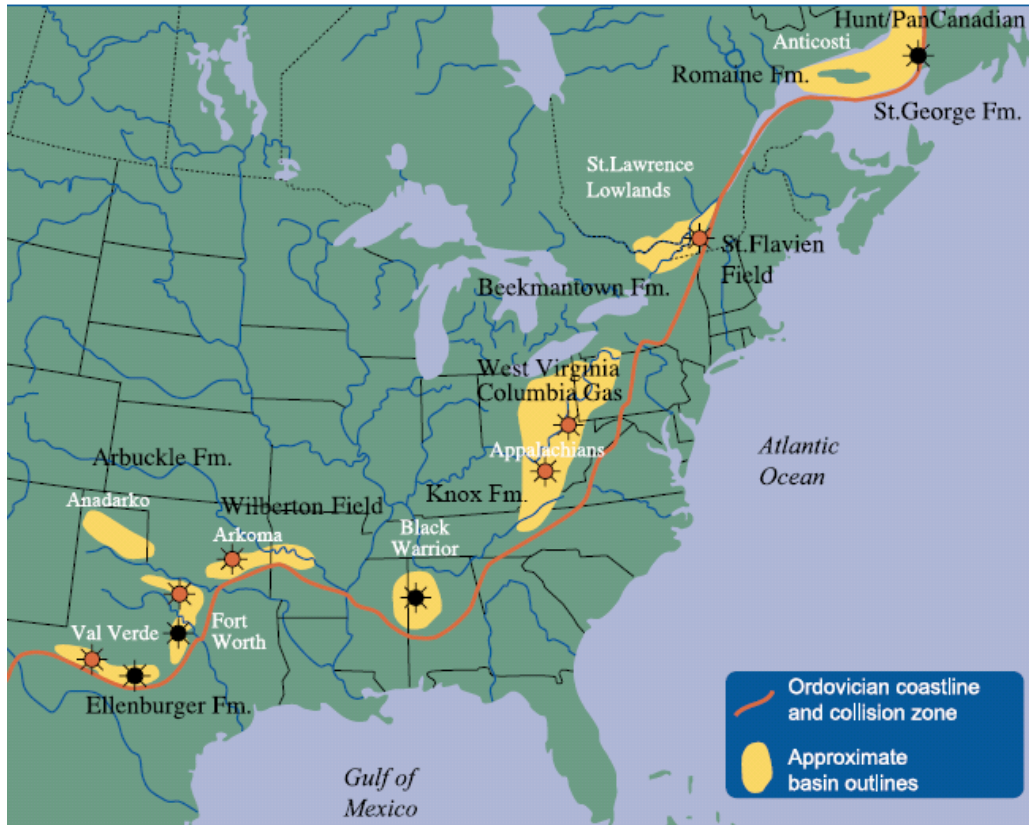 Hunt/PanCanadian
Anticosti
Romaine Fm.
St.George Fm.
St.Lawrence
Lowlands
St.Flavien
Field
Beekmantown Fm.
West Virginia
Columbia Gas
Appalachians
Atlantic
Ocean
Arbuckle Fm.
Knox Fm.
Anadarko
Wilberton Field
Arkoma
Black
Warrior
Fort
Worth
Val Verde
Ellenburger Fm.
Gulf of
Mexico
Ordovician coastline
and collision zone
Approximate
basin outlines